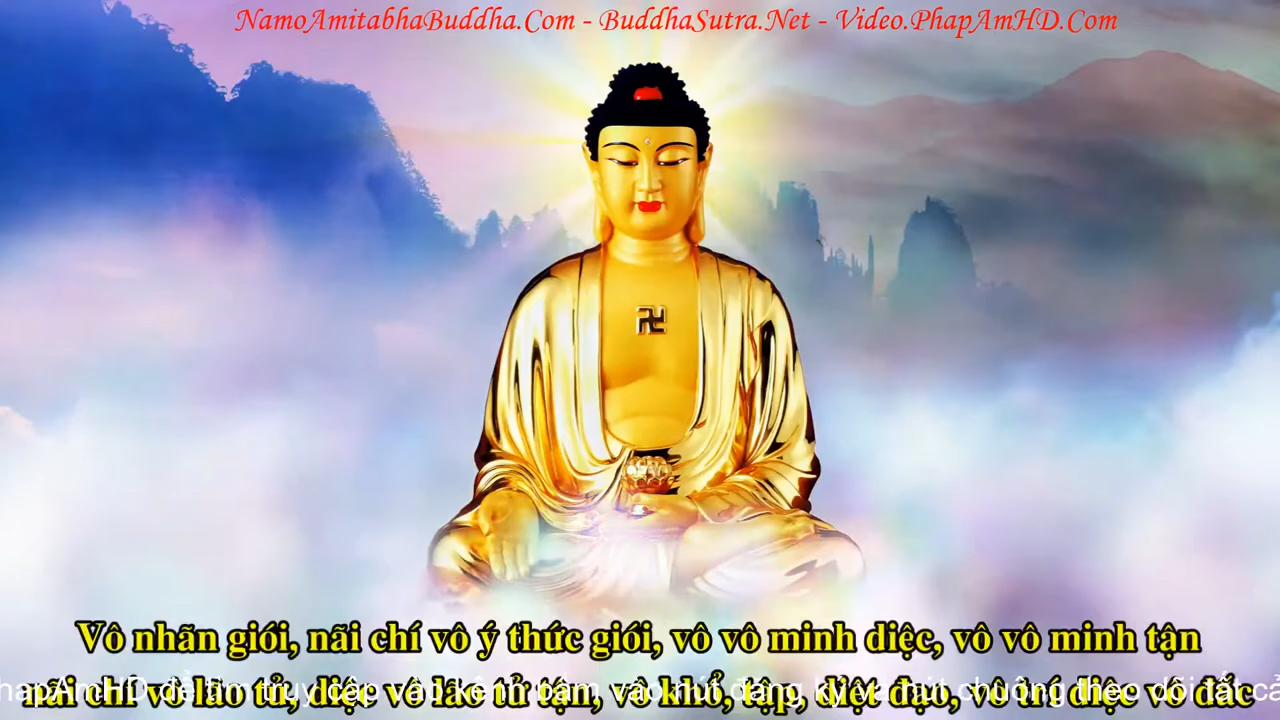 NamoAmitabhaBuddha.Com - BuddhaSutra.Net - Video.PhapAmHD.Com
卍
Vô nhãn giới, nãi chí vô ý thức giới, vô vô minh diệc, vô vô minh tận
nãi chí vô lão tử, diệc vô lão tử tận, vô khổ, tập, diệt đạo, vô trí diệc vô đắc